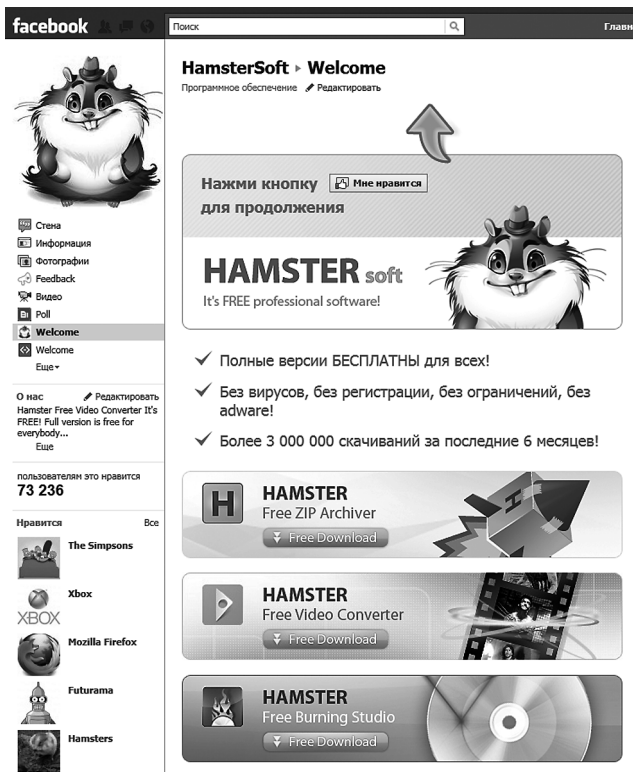 facebook
Поиск
Главн
HamsterSoft ▸ Welcome
Программное обеспечение Редактировать
Нажми кнопку Мне нравится
для продолжения
HAMSTER soft
It's FREE professional software!
Стена
Информация
Фотографии
Feedback
Видео
Poll
Welcome
Welcome
Еще
О нас Редактировать
Hamster Free Video Converter It's
FREE! Full version is free for
everybody...
Еще
пользователям это нравится
73 236
Нравится Все
The Simpsons
Xbox
XBOX
Mozilla Firefox
Futurama
Hamsters
Полные версии БЕСПЛАТНЫ для всех!
Без вирусов, без регистрации, без ограничений, без
adware!
Более 3 000 000 скачиваний за последние 6 месяцев!
H
HAMSTER
Free ZIP Archiver
Free Download
H
HAMSTER
Free Video Converter
Free Download
HAMSTER
Free Burning Studio
Free Download